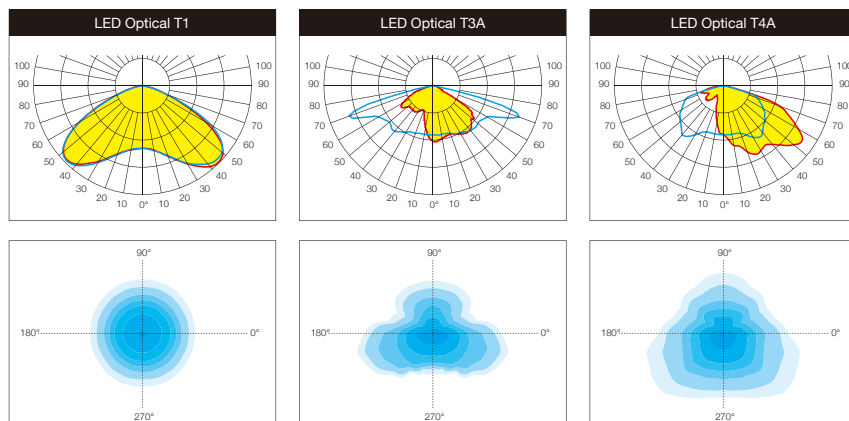 LED Optical T1
LED Optical T3A
LED Optical T4A
100 100 100 100 100 100
90 90 90 90 90 90
80 80 80 80 80 80
70 70 70 70 70 70
60 60 60 60 60 60
50 50 50 50 50 50
40 40 40 40 40 40
30 30 30 30 30 30
20 20 20 20 20 20
10 0° 10 10 0° 10 10 0° 10
90° 90° 90°
180° 0° 180° 0° 180° 0°
270° 270° 270°